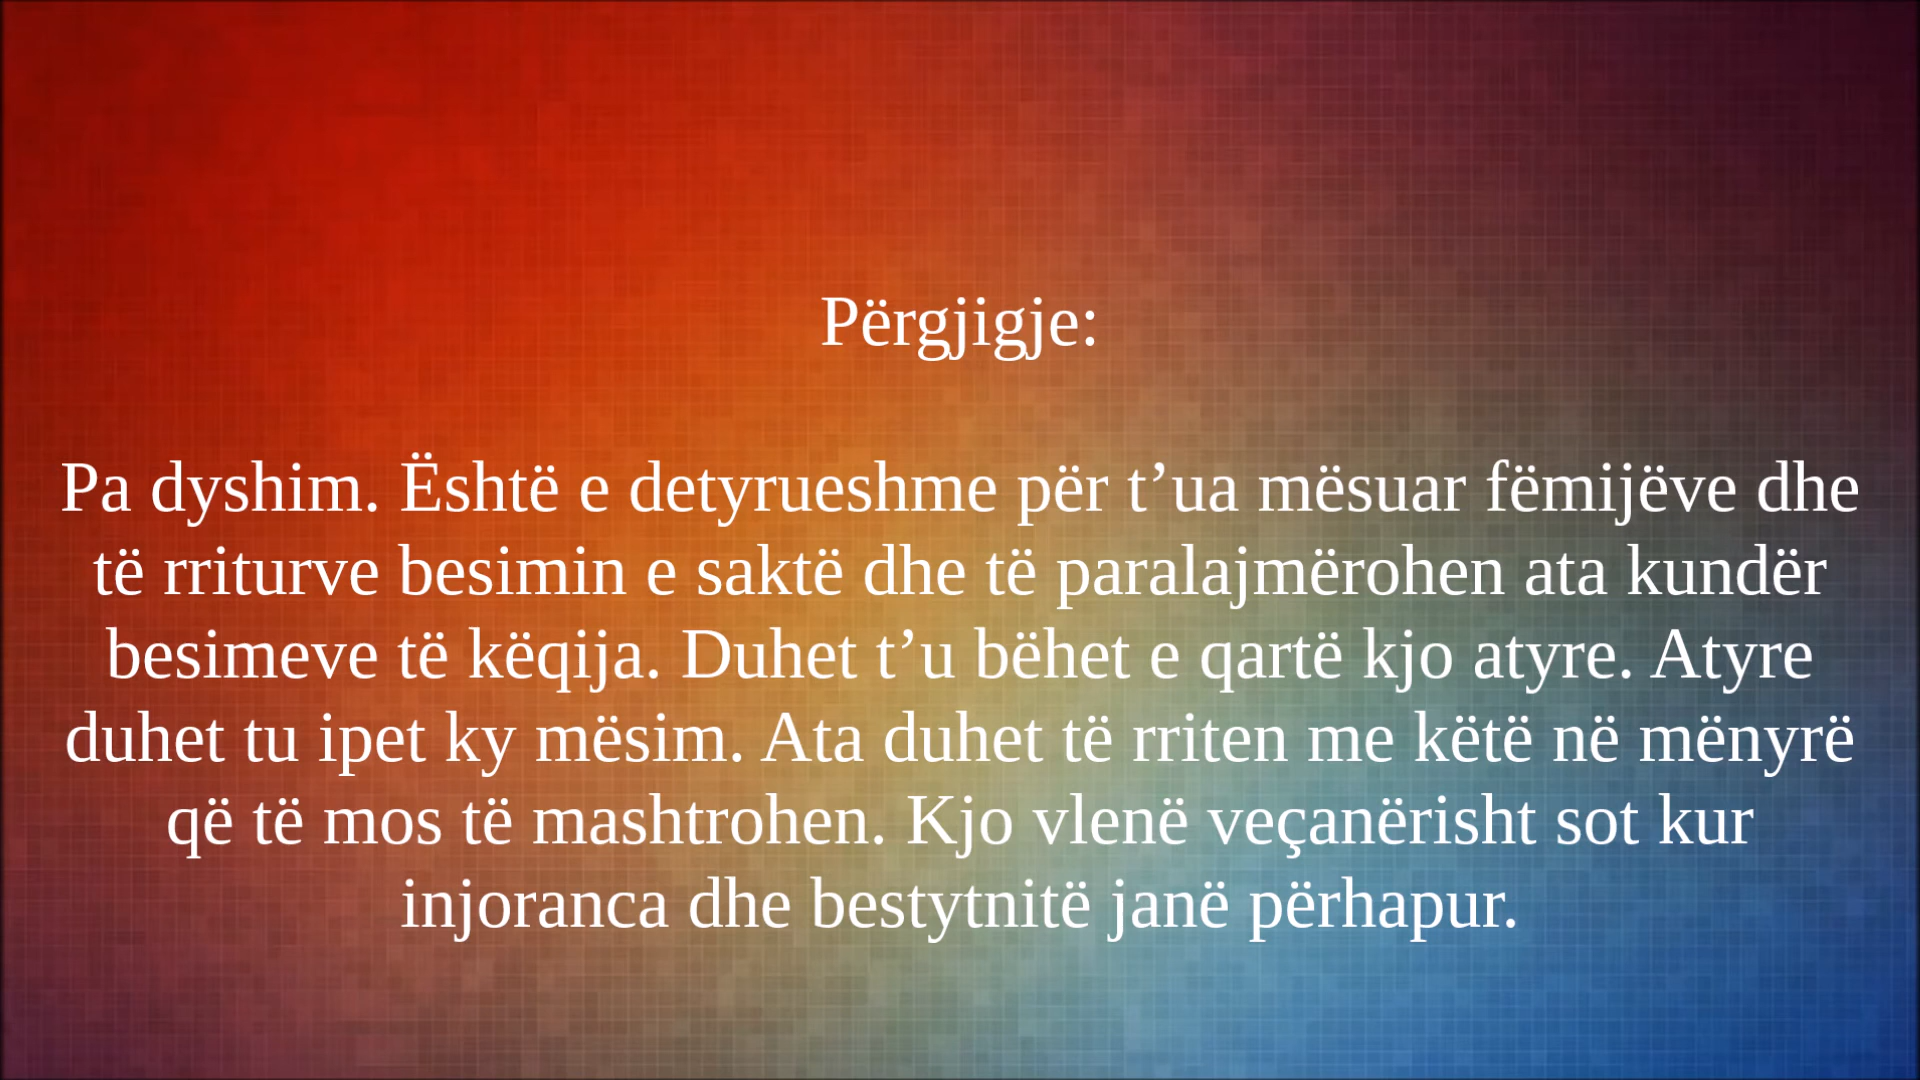 Përgjigje:
Pa dyshim. Është e detyrueshme për t’ua mësuar fëmijëve dhe
të rriturve besimin e saktë dhe të paralajmërohen ata kundër
besimeve të këqija. Duhet t’u bëhet e qartë kjo atyre. Atyre
duhet tu ipet ky mësim. Ata duhet të rriten me këtë në mënyrë
që të mos të mashtrohen. Kjo vlenë veçanërisht sot kur
injoranca dhe bestytnitë janë përhapur.